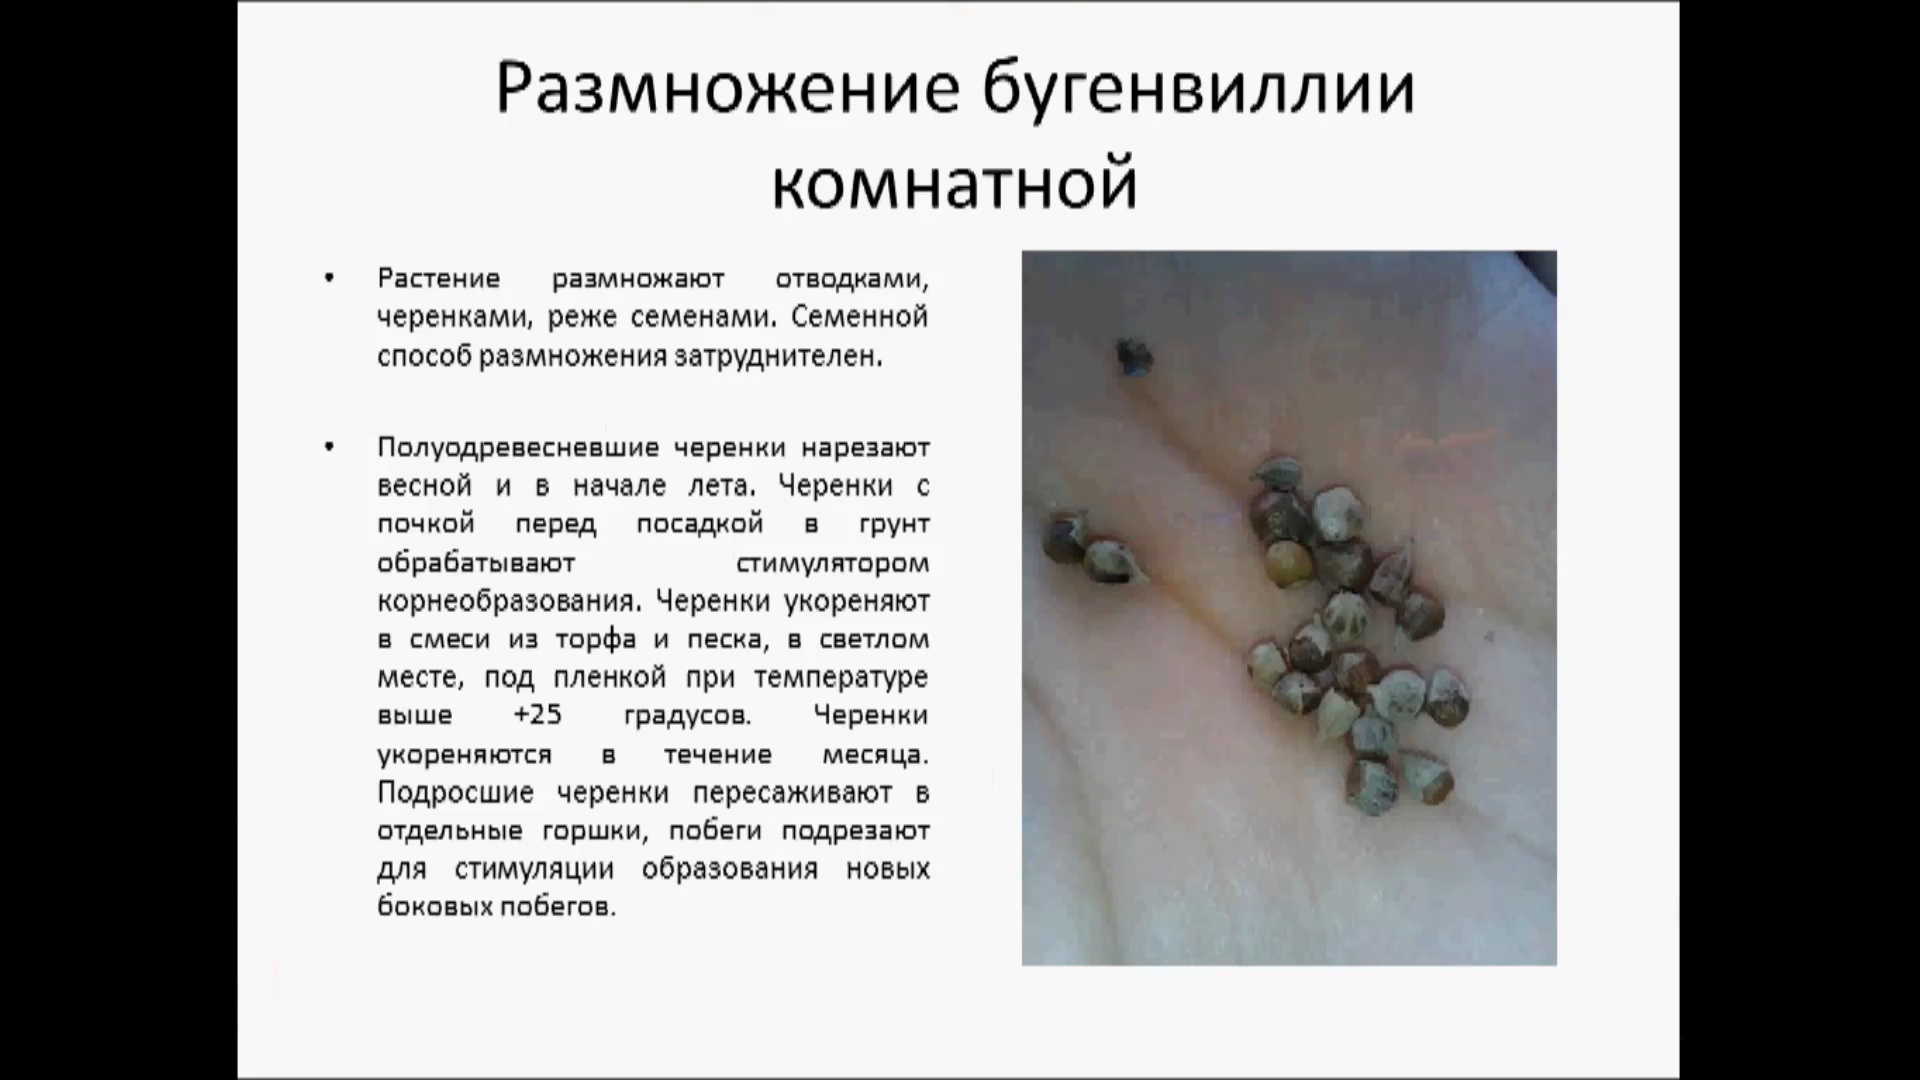 Размножение бугенвиллии
комнатной
• Растение размножают отводками,
черенками, реже семенами. Семенной
способ размножения затруднителен.
• Полуодревесневшие черенки нарезают
весной и в начале лета. Черенки с
почкой перед посадкой в грунт
обрабатывают стимулятором
корнеобразования. Черенки укореняют
в смеси из торфа и песка, в светлом
месте, под пленкой при температуре
выше +25 градусов. Черенки
укореняются в течение месяца.
Подросшие черенки пересаживают в
отдельные горшки, побеги подрезают
для стимуляции образования новых
боковых побегов.